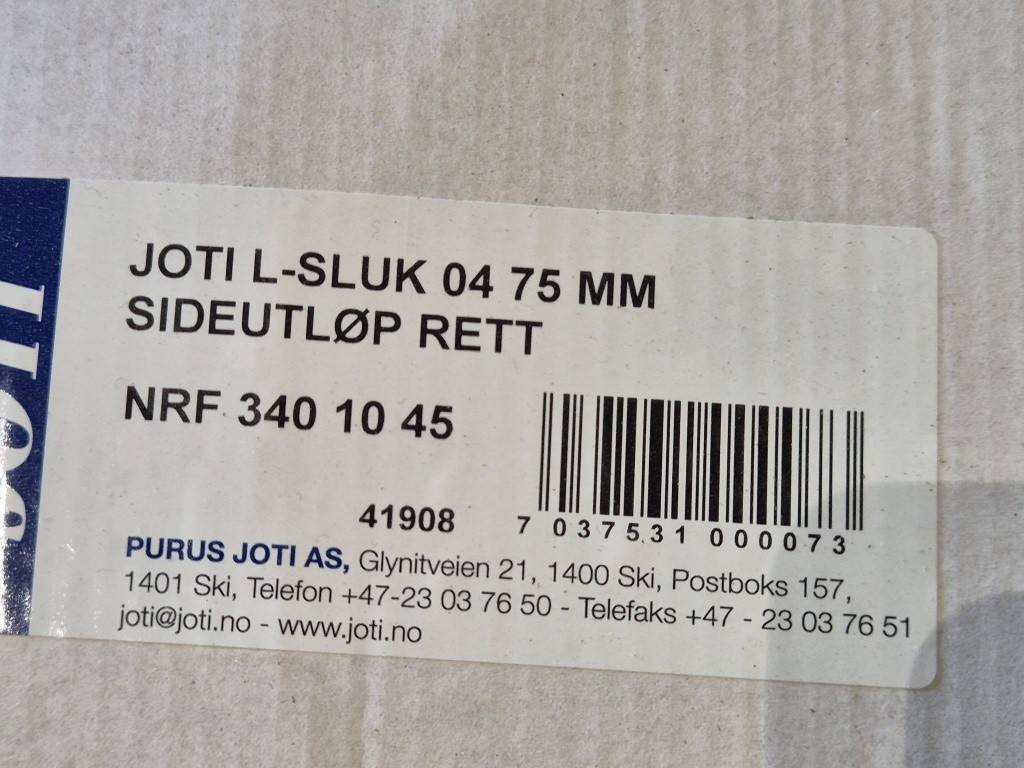 JOTI
JOTI L-SLUK 04 75 MM
SIDEUTLØP RETT
NRF 340 10 45
41908
7 037531 000073
PURUS JOTI AS, Glynitveien 21, 1400 Ski, Postboks 157,
1401 Ski, Telefon +47-23 03 76 50 - Telefaks +47 - 23 03 76 51
joti@joti.no - www.joti.no